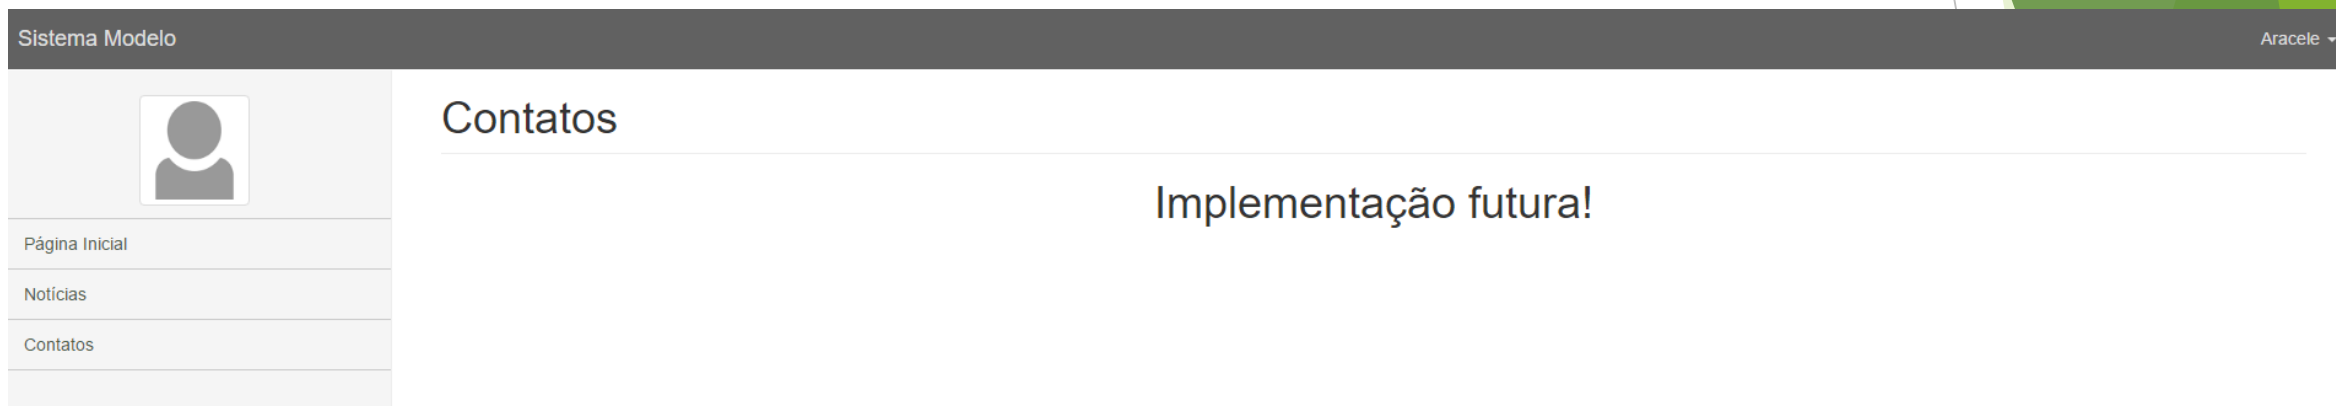 Sistema Modelo
Aracele
Contatos
Implementação futura!
Página Inicial
Notícias
Contatos